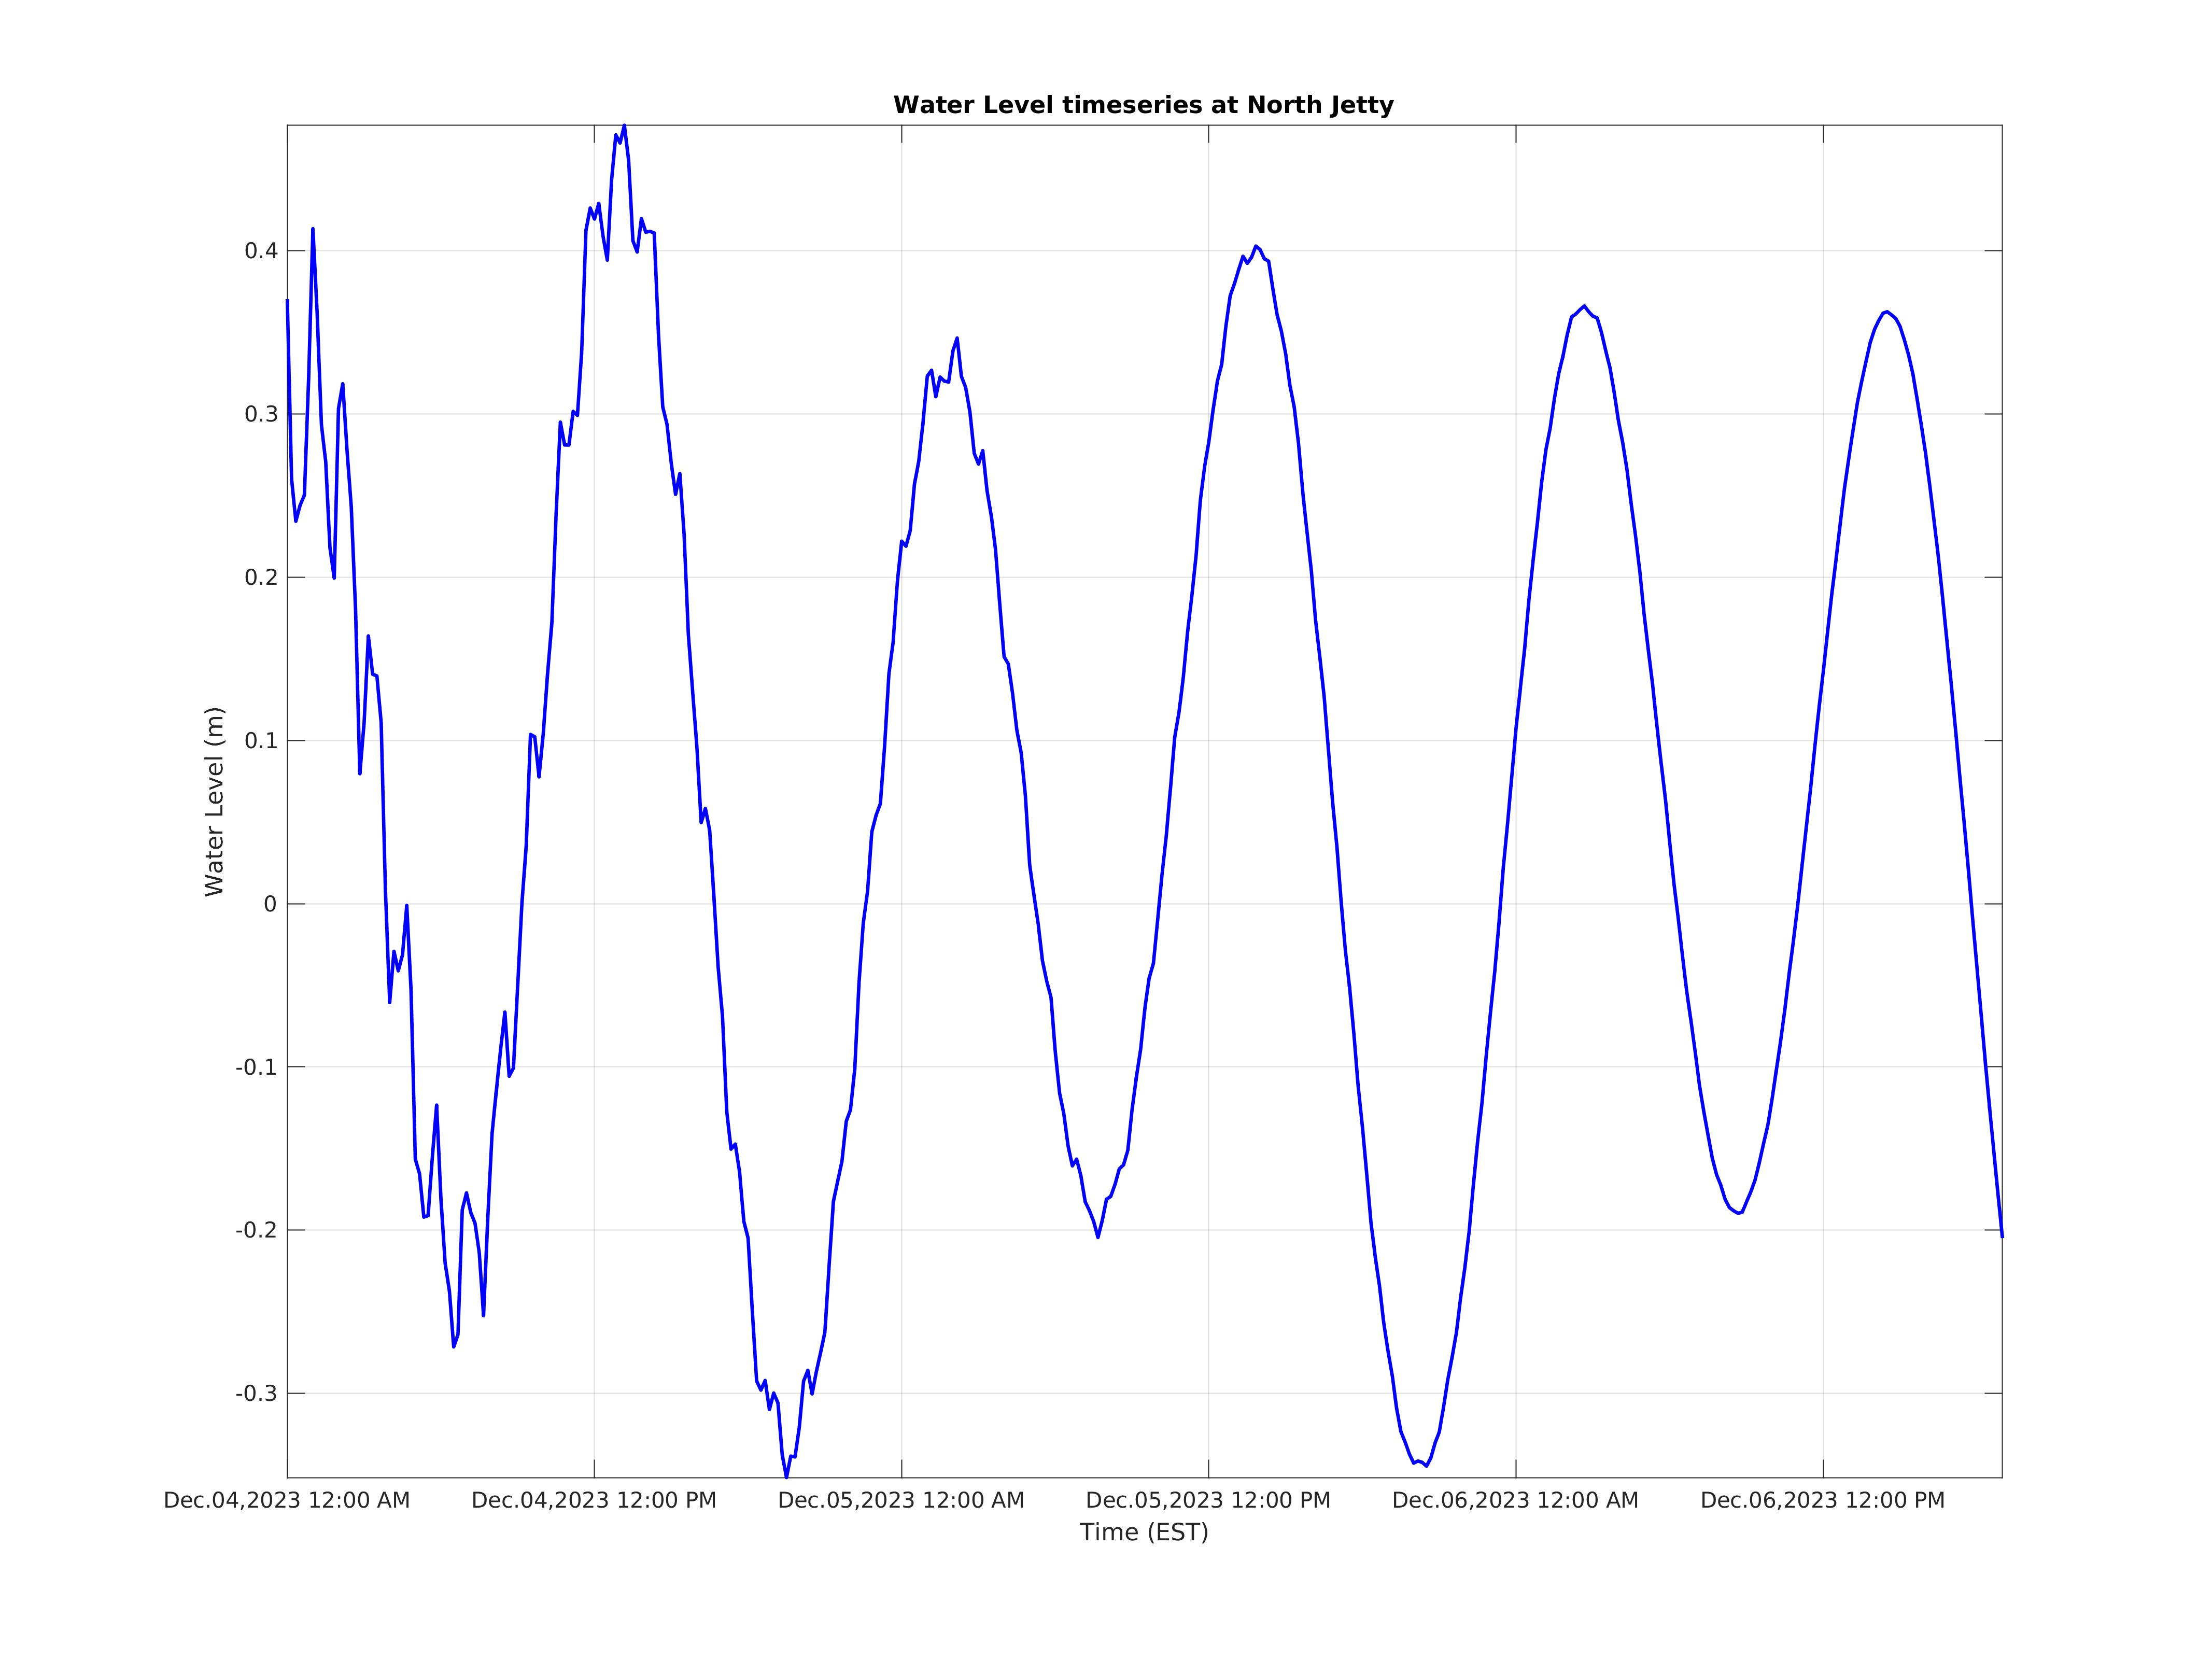 Water Level timeseries at North Jetty
0.4
0.3
0.2
0.1
0
-0.1
-0.2
-0.3
Water Level (m)
Dec.04,2023 12:00 AM
Dec.04,2023 12:00 PM
Dec.05,2023 12:00 AM
Dec.05,2023 12:00 PM
Dec.06,2023 12:00 AM
Dec.06,2023 12:00 PM
Time (EST)